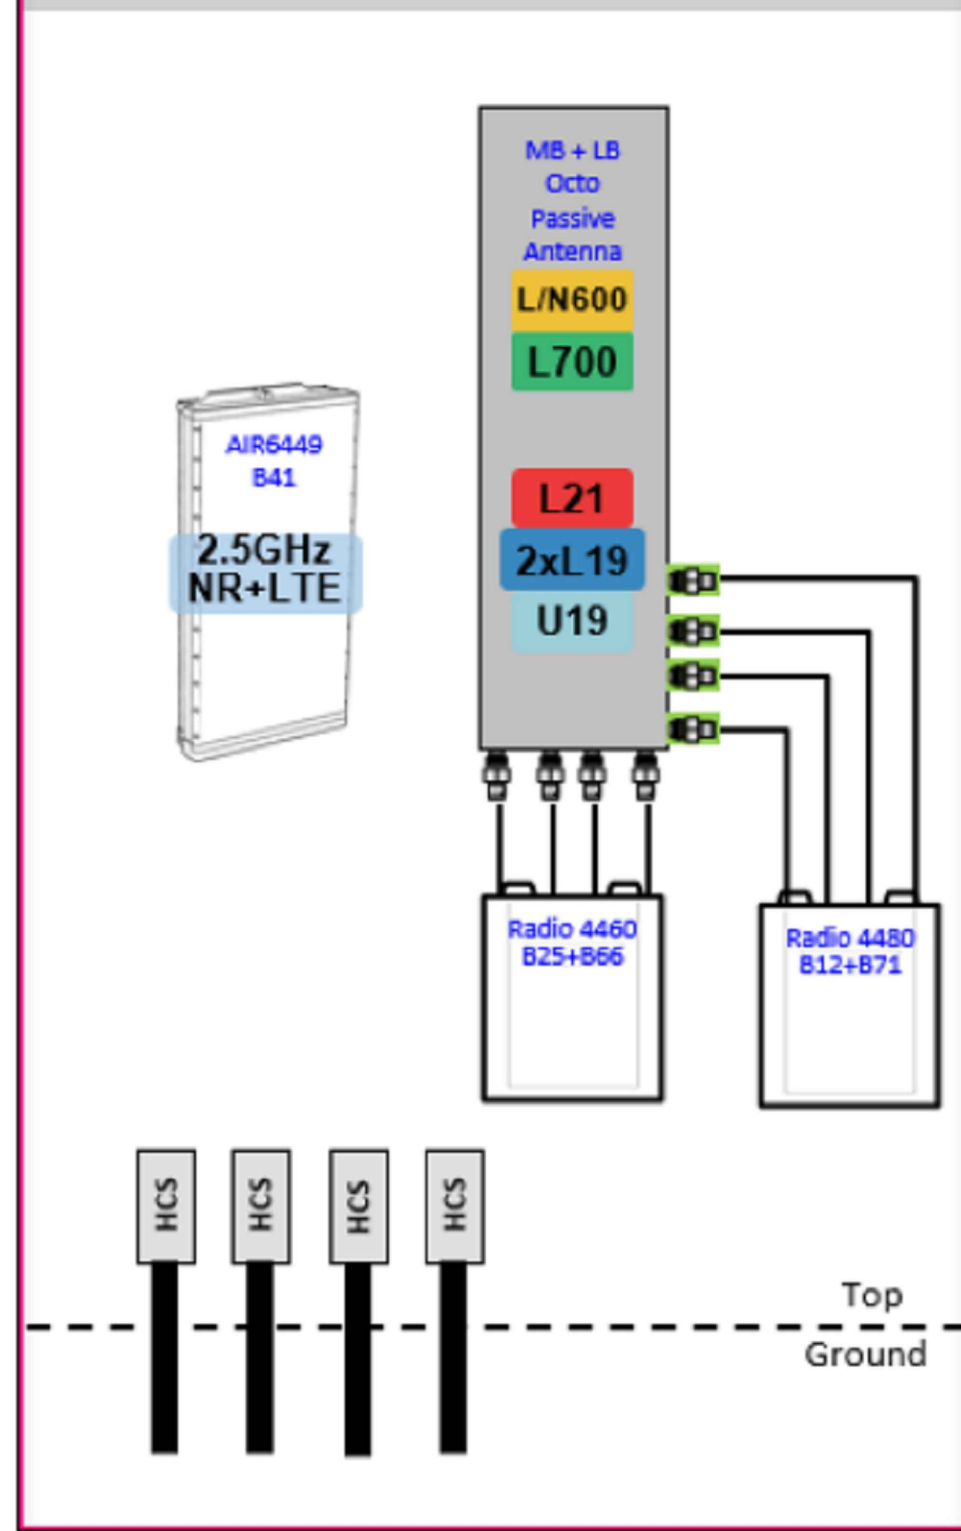 MB + LB
Octo
Passive
Antenna
L/N600
L700
AIR6449
B41
2.5GHz
NR+LTE
L21
2xL19
U19
Radio 4460
B25+B66
Radio 4480
B12+B71
HCS
HCS
HCS
HCS
Top
Ground